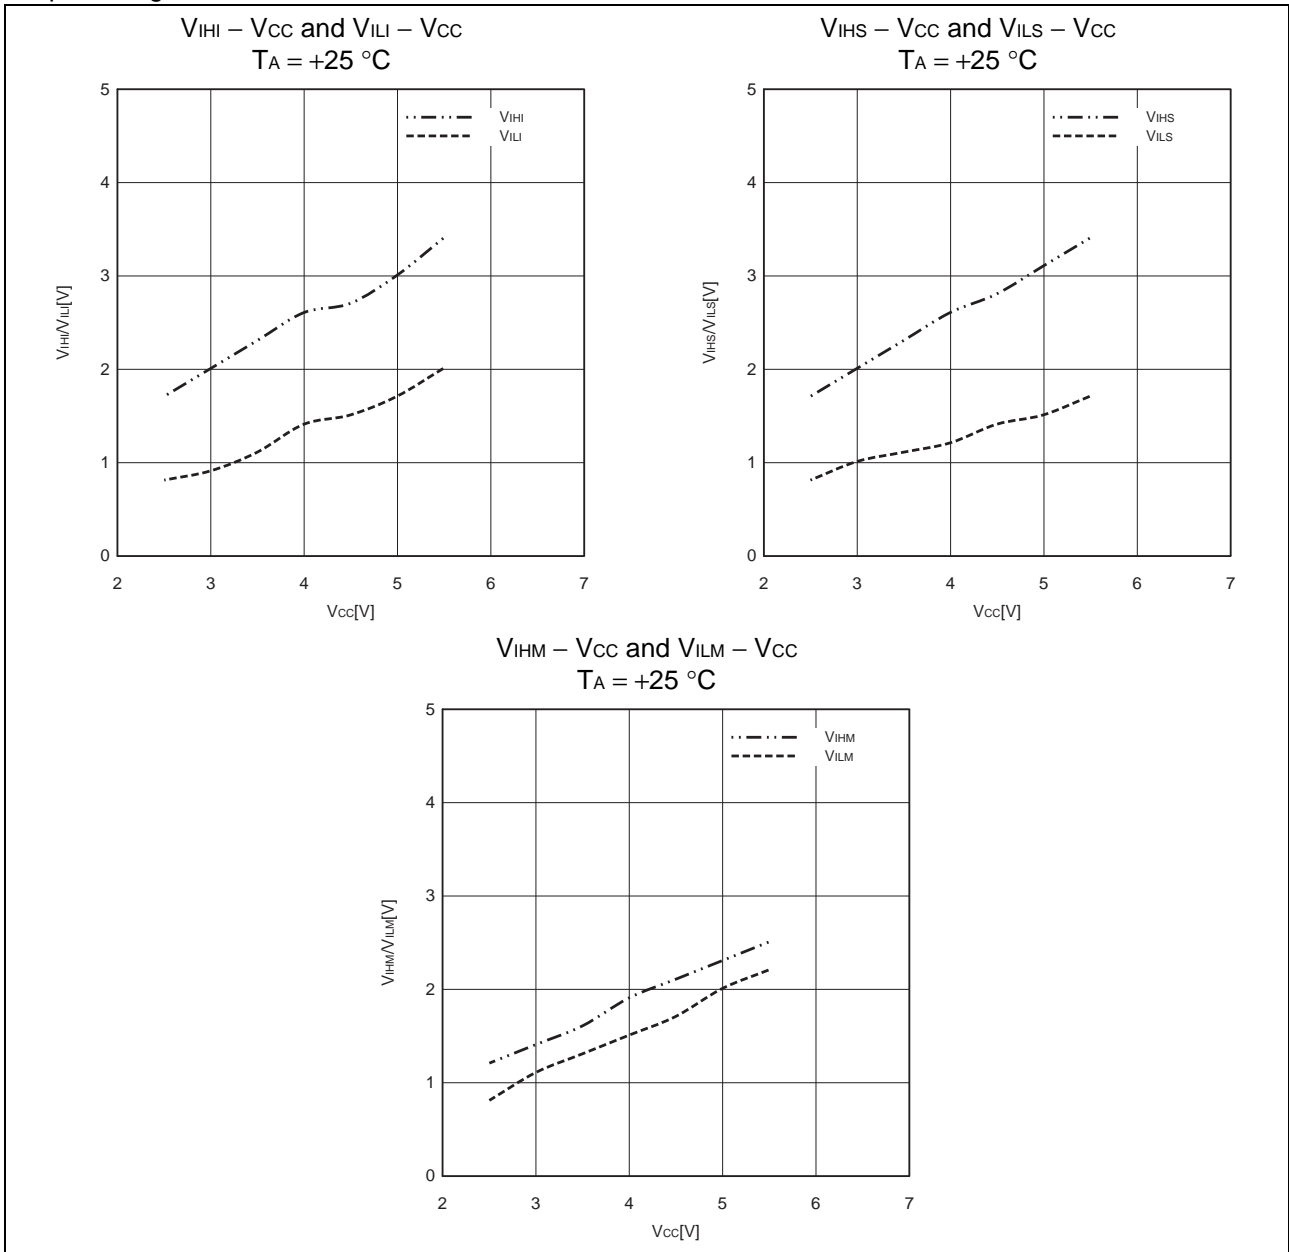 VIHI – VCC and VILI – VCC
TA = +25 °C
5
4
3
2
1
0
VIHI/VILI[V]
VIHI
VILI
2 3 4 5 6 7
VCC[V]
VIHS – VCC and VILS – VCC
TA = +25 °C
5
4
3
2
1
0
VIHS/VILS[V]
VIHS
VILS
2 3 4 5 6 7
VCC[V]
VIHM – VCC and VILM – VCC
TA = +25 °C
5
4
3
2
1
0
VIHM/VILM[V]
VIHM
VILM
2 3 4 5 6 7
VCC[V]